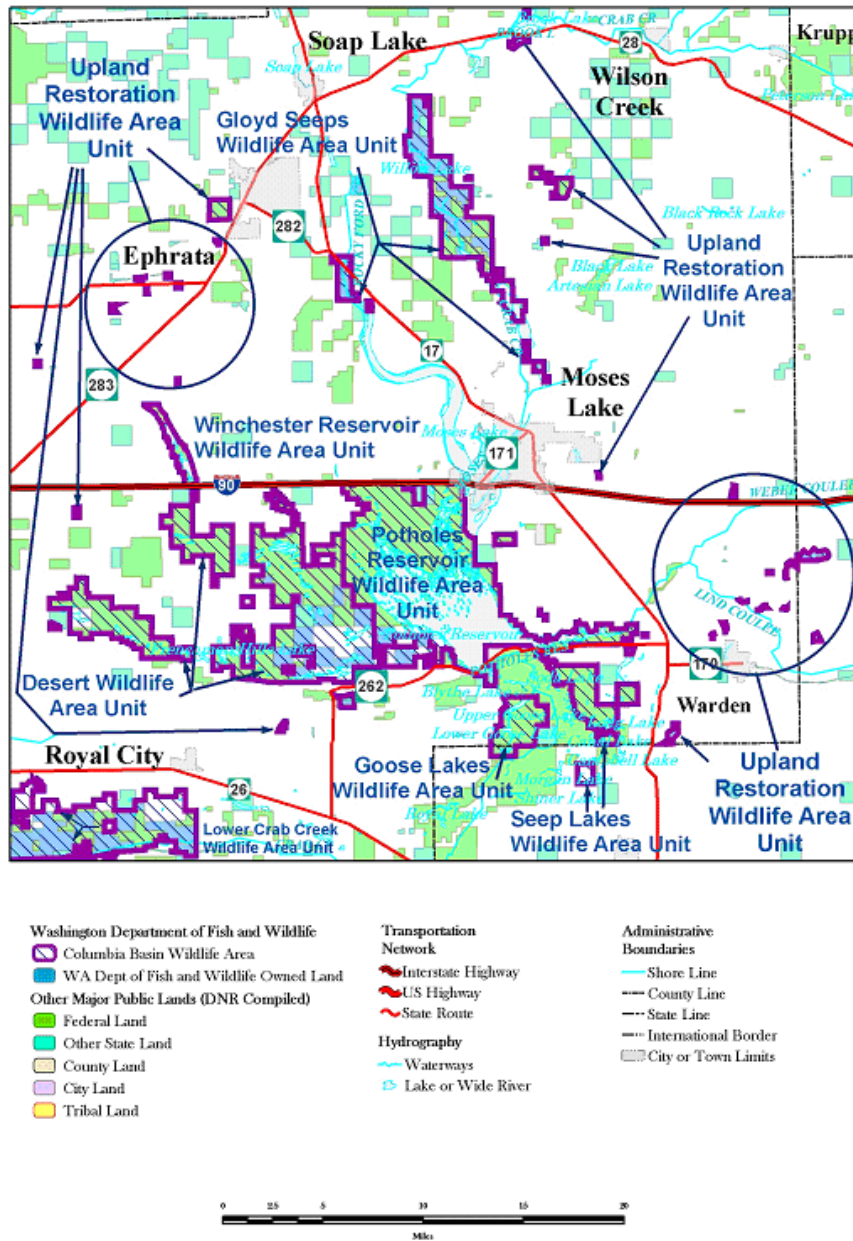 Soap Lake
CRAB CR
28
Krupp
Soap Lake
Wilson
Creek
Upland
Restoration
Wildlife Area
Unit
Gloyd Seeps
Wildlife Area Unit
282
Black Rock Lake
Upland
Restoration
Wildlife Area
Unit
Ephrata
Black Lake
Artesian Lake
17
283
Moses
Lake
Winchester Reservoir
Wildlife Area Unit
Moses Lake
171
90
WEBER COULEE
Potholes
Reservoir
Wildlife Area
Unit
LIND COULEE
Desert Wildlife
Area Unit
262
170
Blythe Lake
Warden
Lower Goose Lake
Royal City
Goose Lakes
Wildlife Area Unit
Upland
Restoration
Wildlife Area
Unit
26
Morgan Lake
Shiner Lake
Royal Lake
Seep Lakes
Wildlife Area Unit
Lower Crab Creek
Wildlife Area Unit
Washington Department of Fish and Wildlife
Columbia Basin Wildlife Area
WA Dept of Fish and Wildlife Owned Land
Other Major Public Lands (DNR Compiled)
Federal Land
Other State Land
County Land
City Land
Tribal Land
Transportation
Network
Interstate Highway
US Highway
State Route
Hydrography
Waterways
Lake or Wide River
Administrative
Boundaries
Shore Line
County Line
State Line
International Border
City or Town Limits
0 2.5 5 10 15 20
Miles